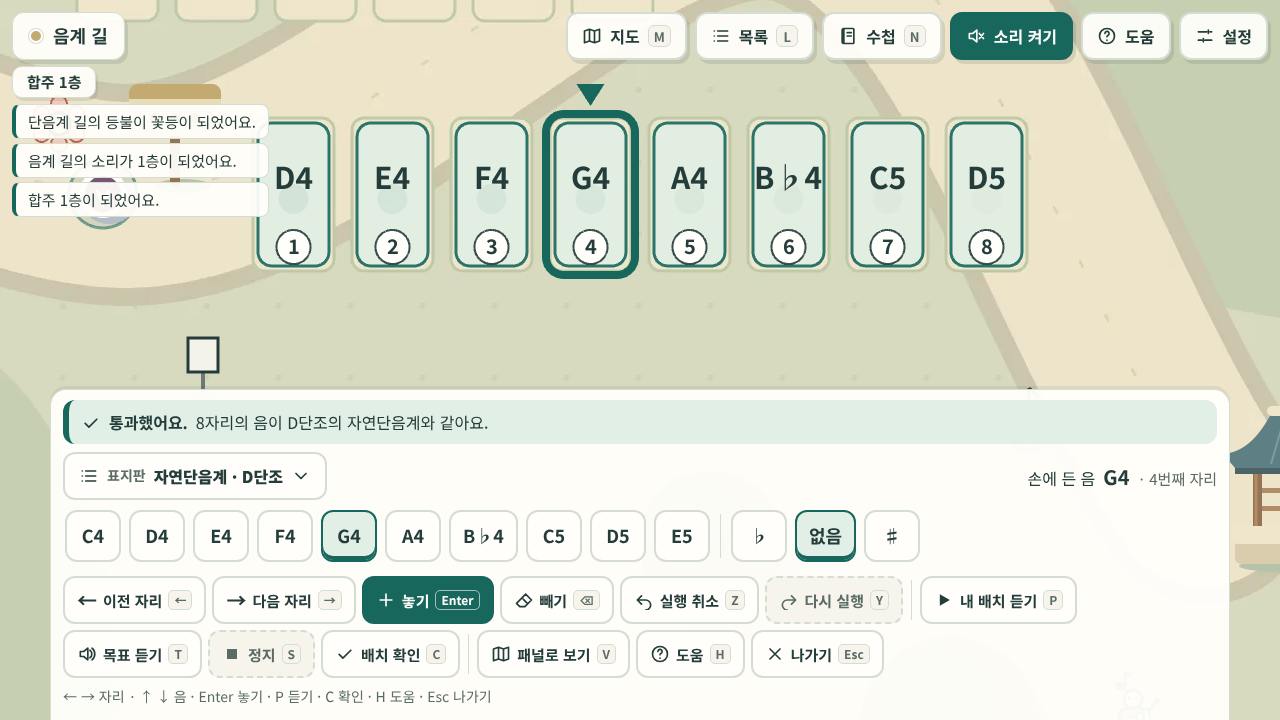 음계 길
지도 M
목록 L
수첩 N
소리 켜기
도움
설정
합주 1층
단음계 길의 등불이 꽃등이 되었어요.
음계 길의 소리가 1층이 되었어요.
합주 1층이 되었어요.
D4 E4 F4 G4 A4 B♭4 C5 D5
1 2 3 4 5 6 7 8
통과했어요. 8자리의 음이 D단조의 자연단음계와 같아요.
표지판 자연단음계 · D단조
손에 든 음 G4 · 4번째 자리
C4 D4 E4 F4 G4 A4 B♭4 C5 D5 E5 ♭ 없음 ♯
← 이전 자리 ← → 다음 자리 → + 놓기 Enter 빼기 ⌫ 실행 취소 Z 다시 실행 Y 내 배치 듣기 P
목표 듣기 T 정지 S 배치 확인 C 패널로 보기 V 도움 H 나가기 Esc
← → 자리 · ↑ ↓ 음 · Enter 놓기 · P 듣기 · C 확인 · H 도움 · Esc 나가기